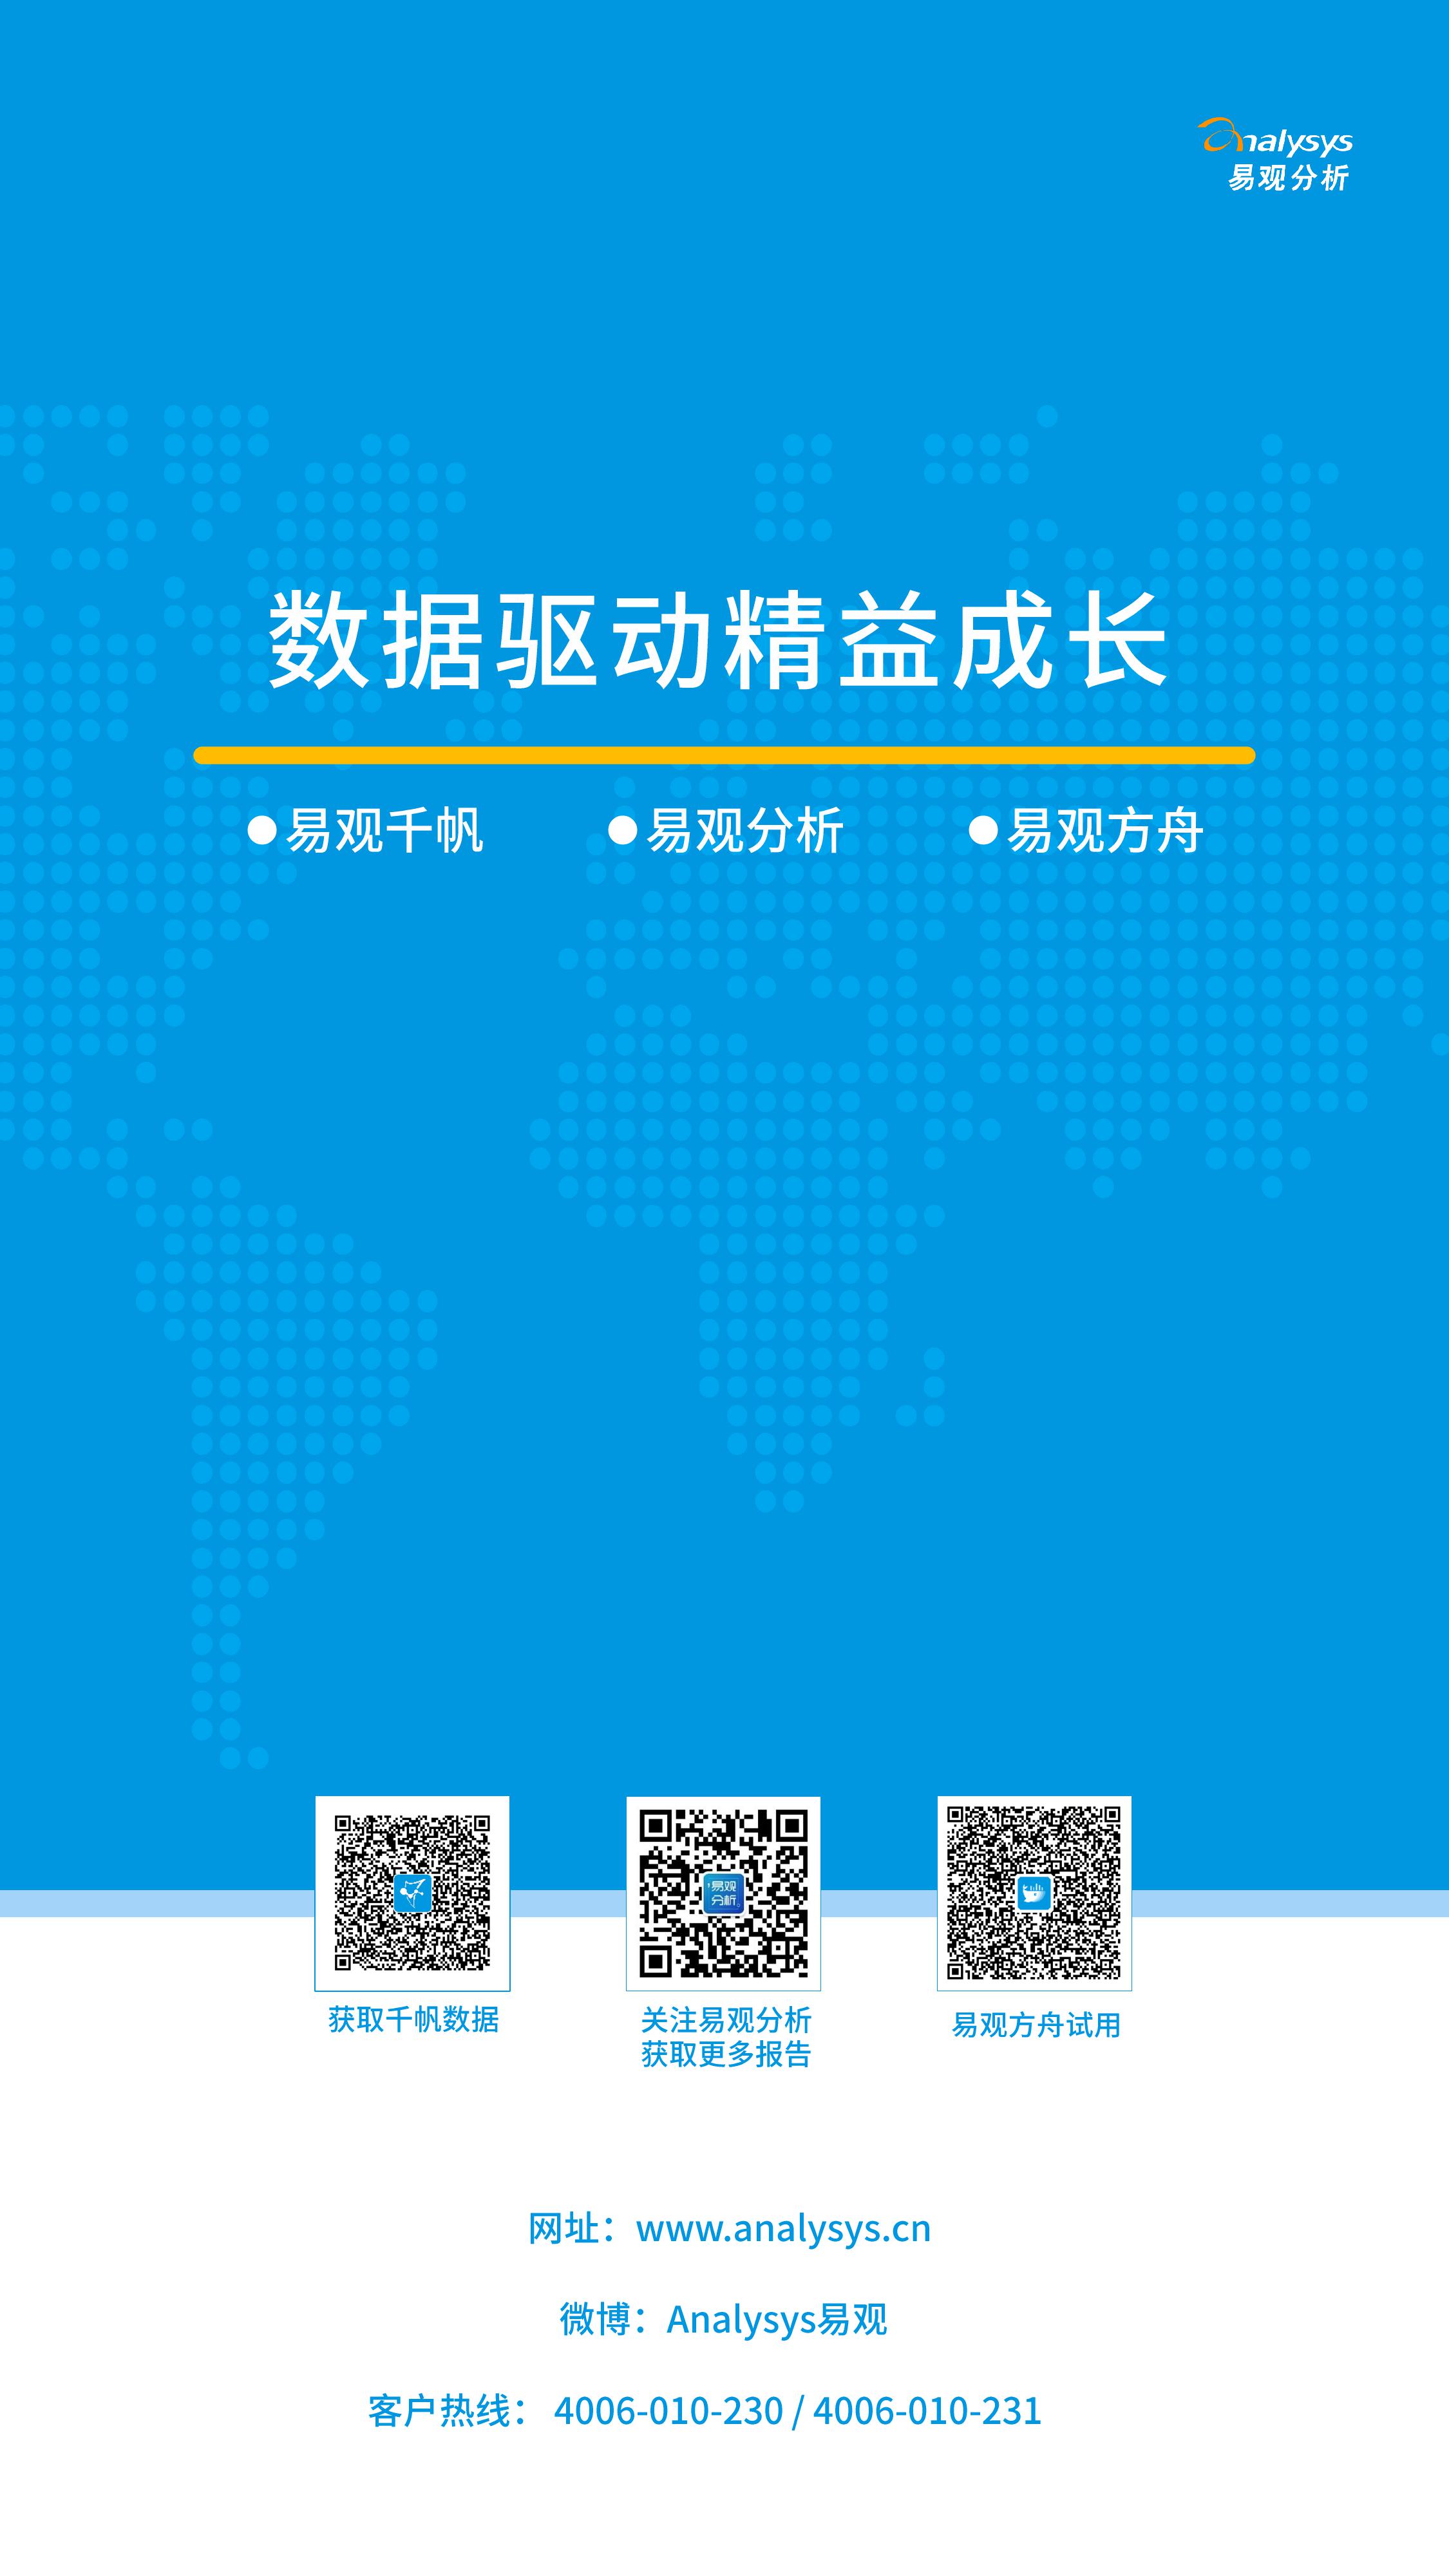 analysys
易观分析
数据驱动精益成长
●易观千帆 ●易观分析 ●易观方舟
易观
分析
获取千帆数据
关注易观分析
获取更多报告
易观方舟试用
网址：www.analysys.cn
微博：Analysys易观
客户热线： 4006-010-230 / 4006-010-231